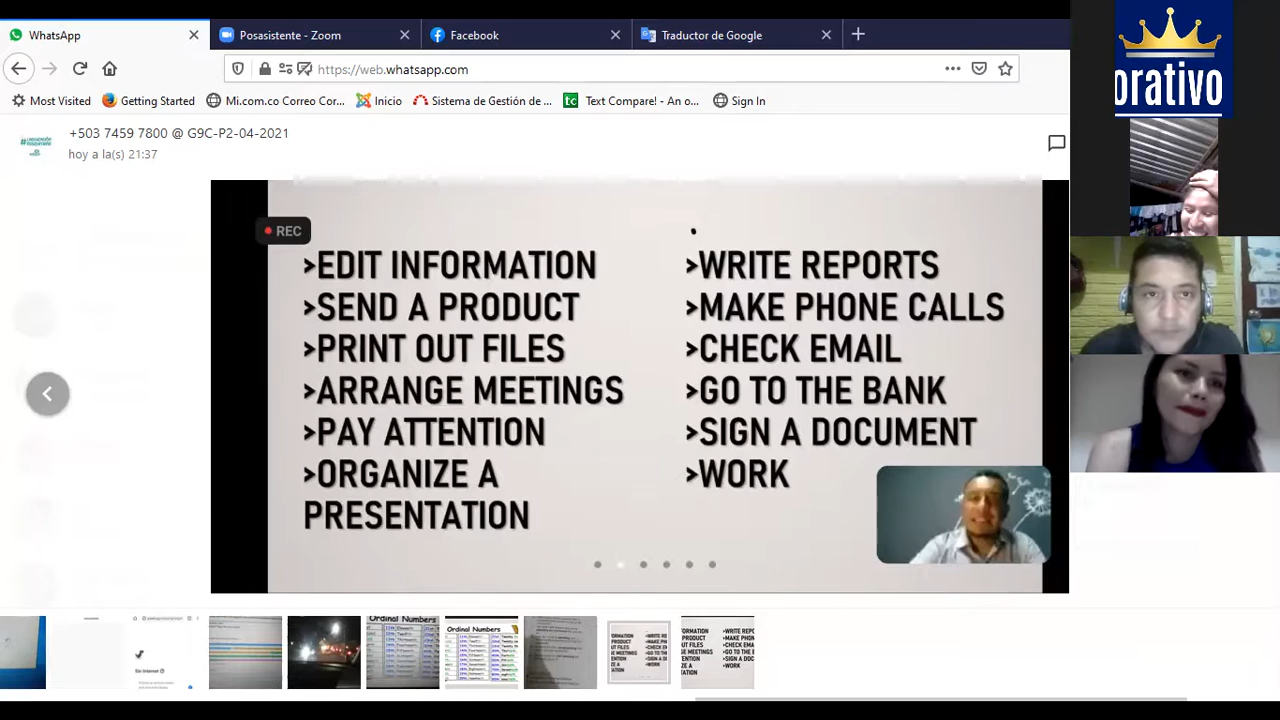 WhatsApp
Posasistente - Zoom
Facebook
Traductor de Google
https://web.whatsapp.com
Most Visited
Getting Started
Mi.com.co Correo Cor...
Inicio
Sistema de Gestión de...
Text Compare! - An o...
Sign In
+503 7459 7800 @ G9C-P2-04-2021
hoy a la(s) 21:37
orativo
REC
>EDIT INFORMATION
>SEND A PRODUCT
>PRINT OUT FILES
>ARRANGE MEETINGS
>PAY ATTENTION
>ORGANIZE A
PRESENTATION
>WRITE REPORTS
>MAKE PHONE CALLS
>CHECK EMAIL
>GO TO THE BANK
>SIGN A DOCUMENT
>WORK
Ordinal Numbers
Ordinal Numbers